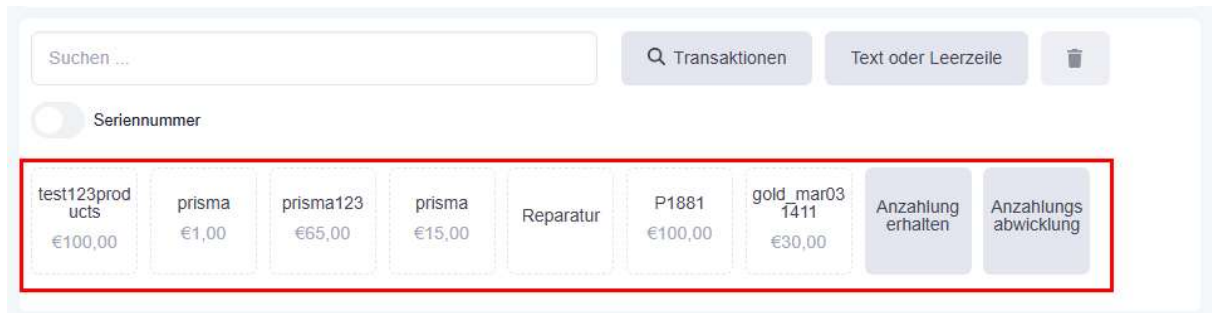 Suchen ...
Transaktionen
Text oder Leerzeile
Seriennummer
test123prod
ucts
€100,00
prisma
€1,00
prisma123
€65,00
prisma
€15,00
Reparatur
P1881
€100,00
gold_mar03
1411
€30,00
Anzahlung
erhalten
Anzahlungs
abwicklung